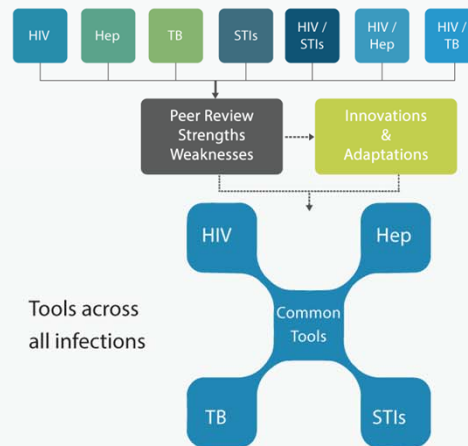 HIV
Hep
TB
STIs
HIV /
STIs
HIV /
Hep
HIV /
TB
Peer Review
Strengths
Weaknesses
Innovations
&
Adaptations
HIV
Hep
Tools across
all infections
Common
Tools
TB
STIs